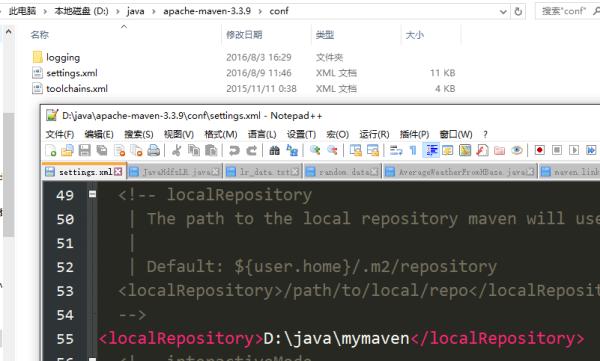 此电脑 > 本地磁盘 (D:) > java > apache-maven-3.3.9 > conf
搜索"conf"
名称 修改日期 类型 大小
logging 2016/8/3 16:29 文件夹
settings.xml 2016/8/9 11:46 XML 文档 11 KB
toolchains.xml 2015/11/11 0:38 XML 文档 4 KB
D:\java\apache-maven-3.3.9\conf\settings.xml - Notepad++
文件(F) 编辑(E) 搜索(S) 视图(V) 格式(M) 语言(L) 设置(T) 宏(O) 运行(R) 插件(P) 窗口(W) ?
settings.xml JavaHdfsLR.java lr_data.txt random.data AverageWeatherFromHBase.java maven.link
49 <!-- localRepository
50 | The path to the local repository maven will use
51 |
52 | Default: ${user.home}/.m2/repository
53 <localRepository>/path/to/local/repo</localReposit
54 -->
55 <localRepository>D:\java\mymaven</localRepository>
56 <!-- interactiveMode